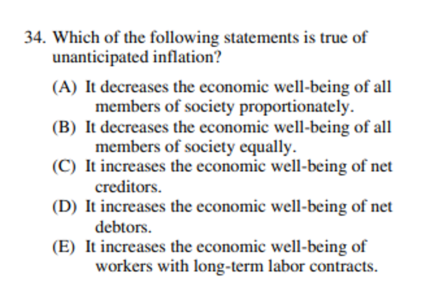 34. Which of the following statements is true of
unanticipated inflation?
(A) It decreases the economic well-being of all
members of society proportionately.
(B) It decreases the economic well-being of all
members of society equally.
(C) It increases the economic well-being of net
creditors.
(D) It increases the economic well-being of net
debtors.
(E) It increases the economic well-being of
workers with long-term labor contracts.